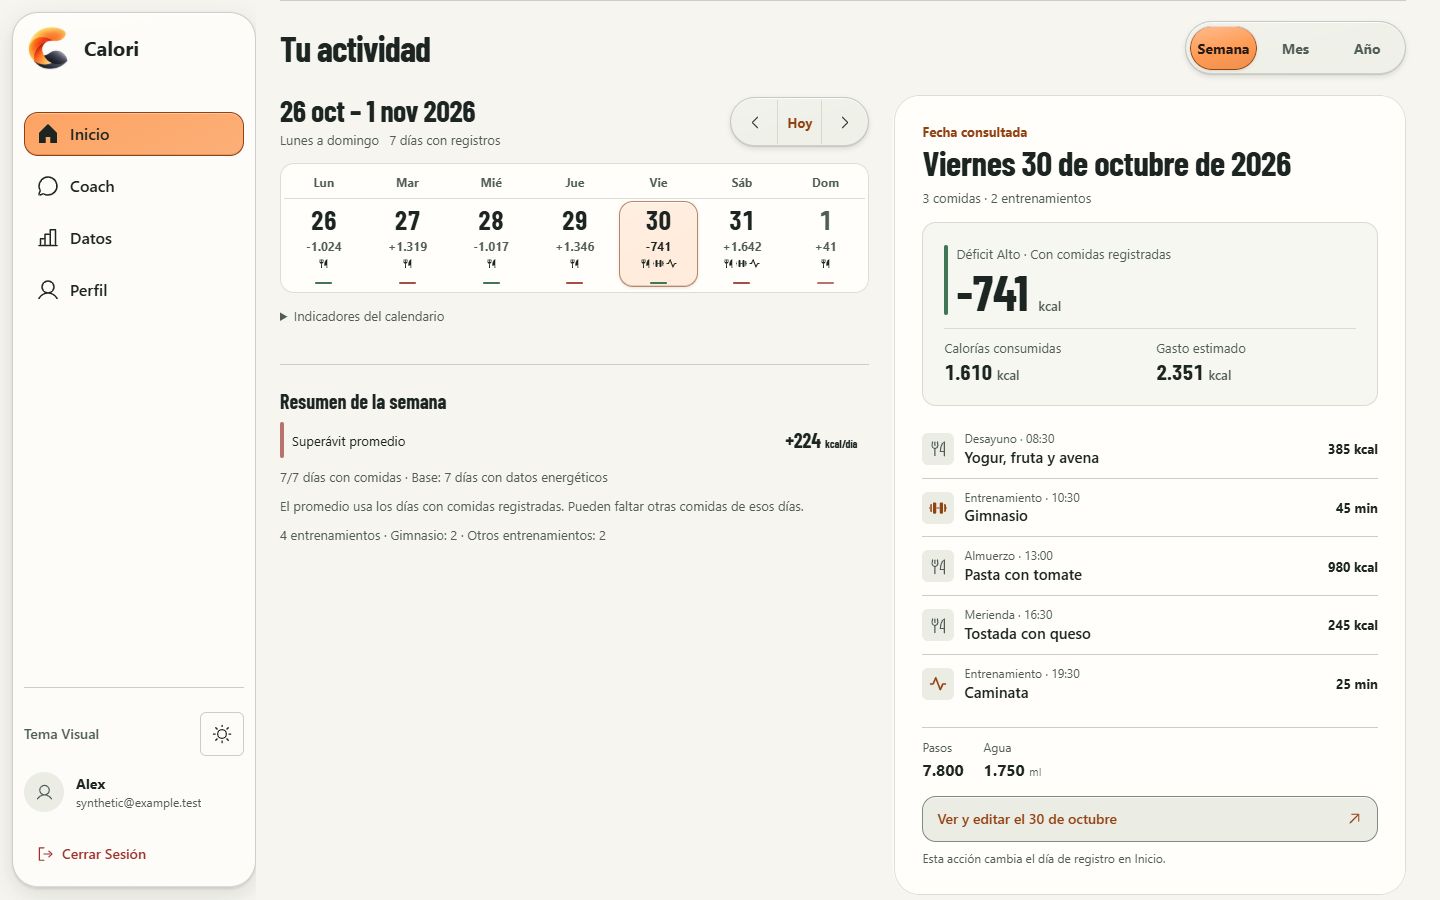 Calori
Inicio
Coach
Datos
Perfil
Tema Visual
Alex
synthetic@example.test
Cerrar Sesión
Tu actividad
Semana Mes Año
26 oct – 1 nov 2026
Lunes a domingo 7 días con registros
Hoy
Lun Mar Mié Jue Vie Sáb Dom
26 27 28 29 30 31 1
-1.024 +1.319 -1.017 +1.346 -741 +1.642 +41
Indicadores del calendario
Resumen de la semana
Superávit promedio +224 kcal/día
7/7 días con comidas · Base: 7 días con datos energéticos
El promedio usa los días con comidas registradas. Pueden faltar otras comidas de esos días.
4 entrenamientos · Gimnasio: 2 · Otros entrenamientos: 2
Fecha consultada
Viernes 30 de octubre de 2026
3 comidas · 2 entrenamientos
Déficit Alto · Con comidas registradas
-741 kcal
Calorías consumidas Gasto estimado
1.610 kcal 2.351 kcal
Desayuno · 08:30
Yogur, fruta y avena 385 kcal
Entrenamiento · 10:30
Gimnasio 45 min
Almuerzo · 13:00
Pasta con tomate 980 kcal
Merienda · 16:30
Tostada con queso 245 kcal
Entrenamiento · 19:30
Caminata 25 min
Pasos Agua
7.800 1.750 ml
Ver y editar el 30 de octubre
Esta acción cambia el día de registro en Inicio.